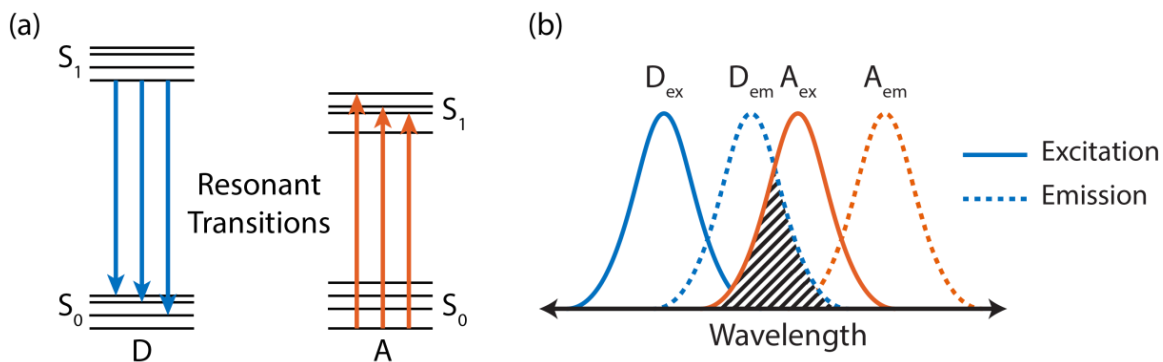 (a)
S1
S1
Resonant
Transitions
S0
S0
D
A
(b)
Dex
Dem
Aex
Aem
Excitation
Emission
Wavelength